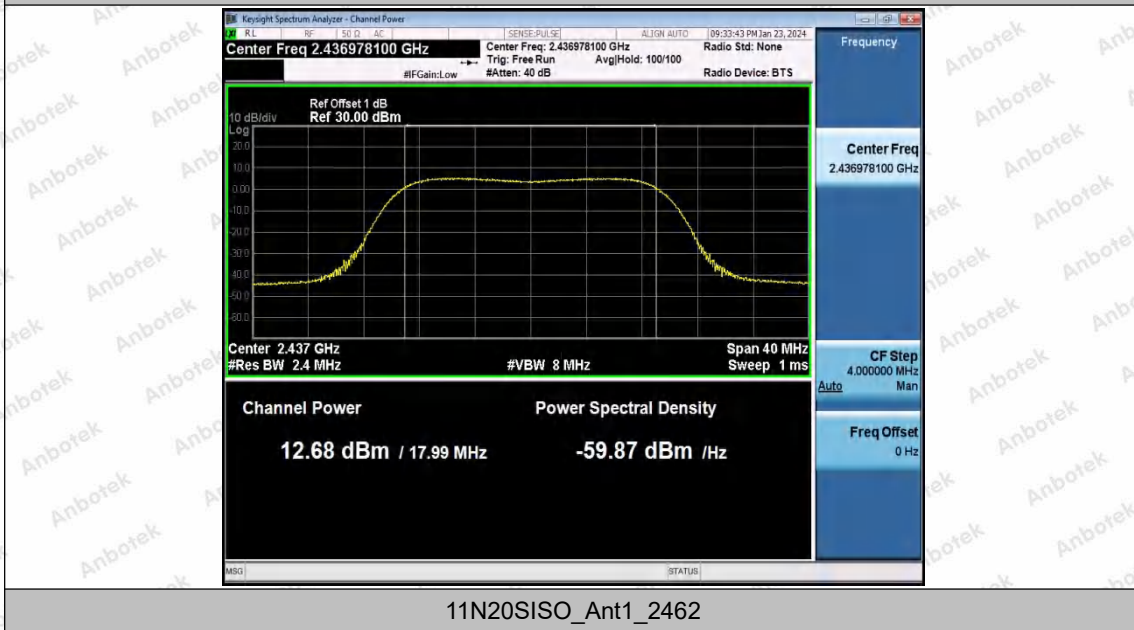 Keysight Spectrum Analyzer - Channel Power
RL RF 50 Ω AC SENSE:PULSE ALIGN AUTO 09:33:43 PM Jan 23, 2024
Center Freq 2.436978100 GHz
Center Freq: 2.436978100 GHz Radio Std: None
Trig: Free Run Avg|Hold: 100/100
#IFGain:Low #Atten: 40 dB Radio Device: BTS
Frequency
Ref Offset 1 dB
10 dB/div Ref 30.00 dBm
Log
20.0
10.0
0.00
-10.0
-20.0
-30.0
-40.0
-50.0
-60.0
Center 2.437 GHz Span 40 MHz
#Res BW 2.4 MHz #VBW 8 MHz Sweep 1 ms
Center Freq
2.436978100 GHz
CF Step
4.000000 MHz
Auto Man
Freq Offset
0 Hz
Channel Power Power Spectral Density
12.68 dBm / 17.99 MHz -59.87 dBm /Hz
MSG STATUS
11N20SISO_Ant1_2462
Anbotek